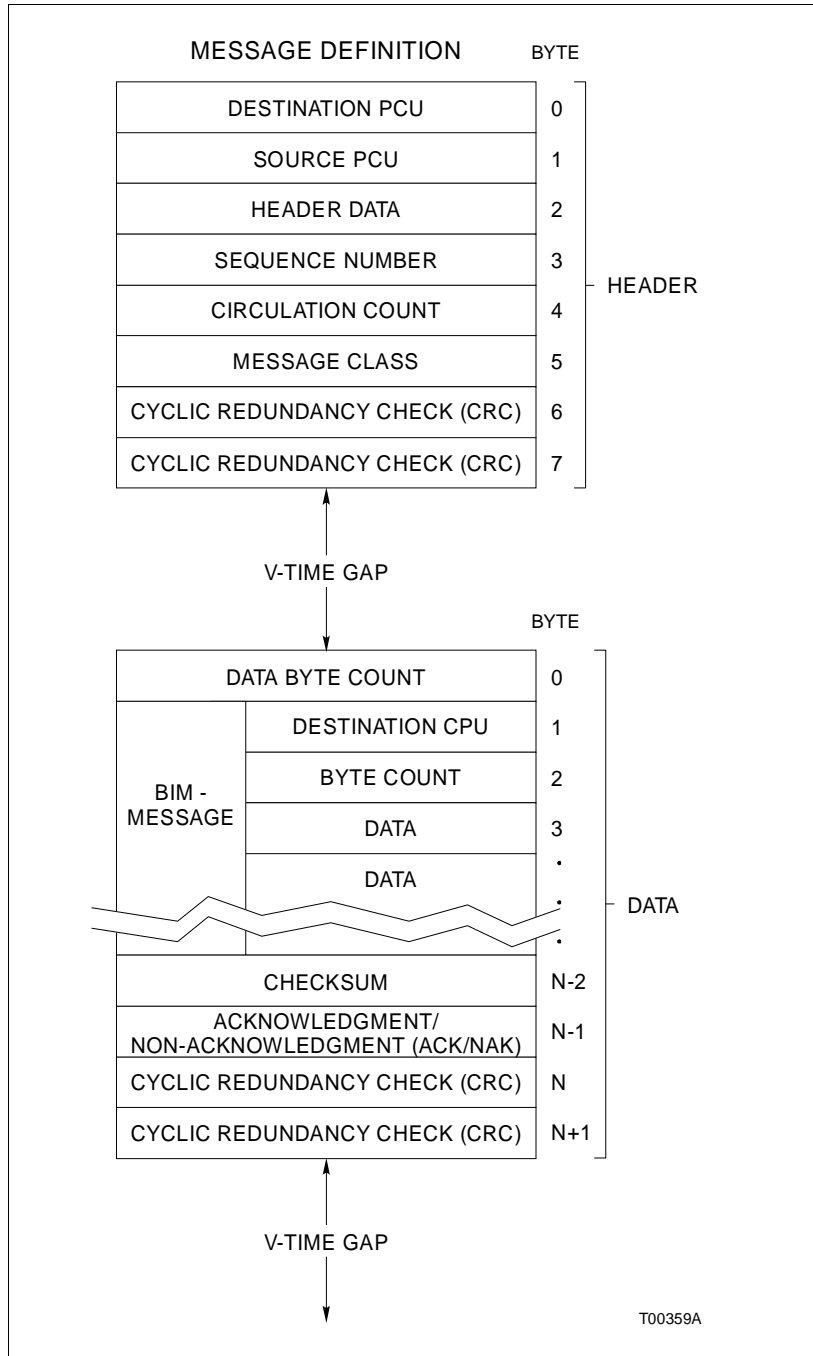 MESSAGE DEFINITION BYTE
DESTINATION PCU 0
SOURCE PCU 1
HEADER DATA 2
SEQUENCE NUMBER 3
HEADER
CIRCULATION COUNT 4
MESSAGE CLASS 5
CYCLIC REDUNDANCY CHECK (CRC) 6
CYCLIC REDUNDANCY CHECK (CRC) 7
V-TIME GAP
BYTE
DATA BYTE COUNT 0
DESTINATION CPU 1
BYTE COUNT 2
BIM -
MESSAGE
DATA 3
DATA
DATA
CHECKSUM N-2
ACKNOWLEDGMENT/
NON-ACKNOWLEDGMENT (ACK/NAK) N-1
CYCLIC REDUNDANCY CHECK (CRC) N
CYCLIC REDUNDANCY CHECK (CRC) N+1
V-TIME GAP
T00359A